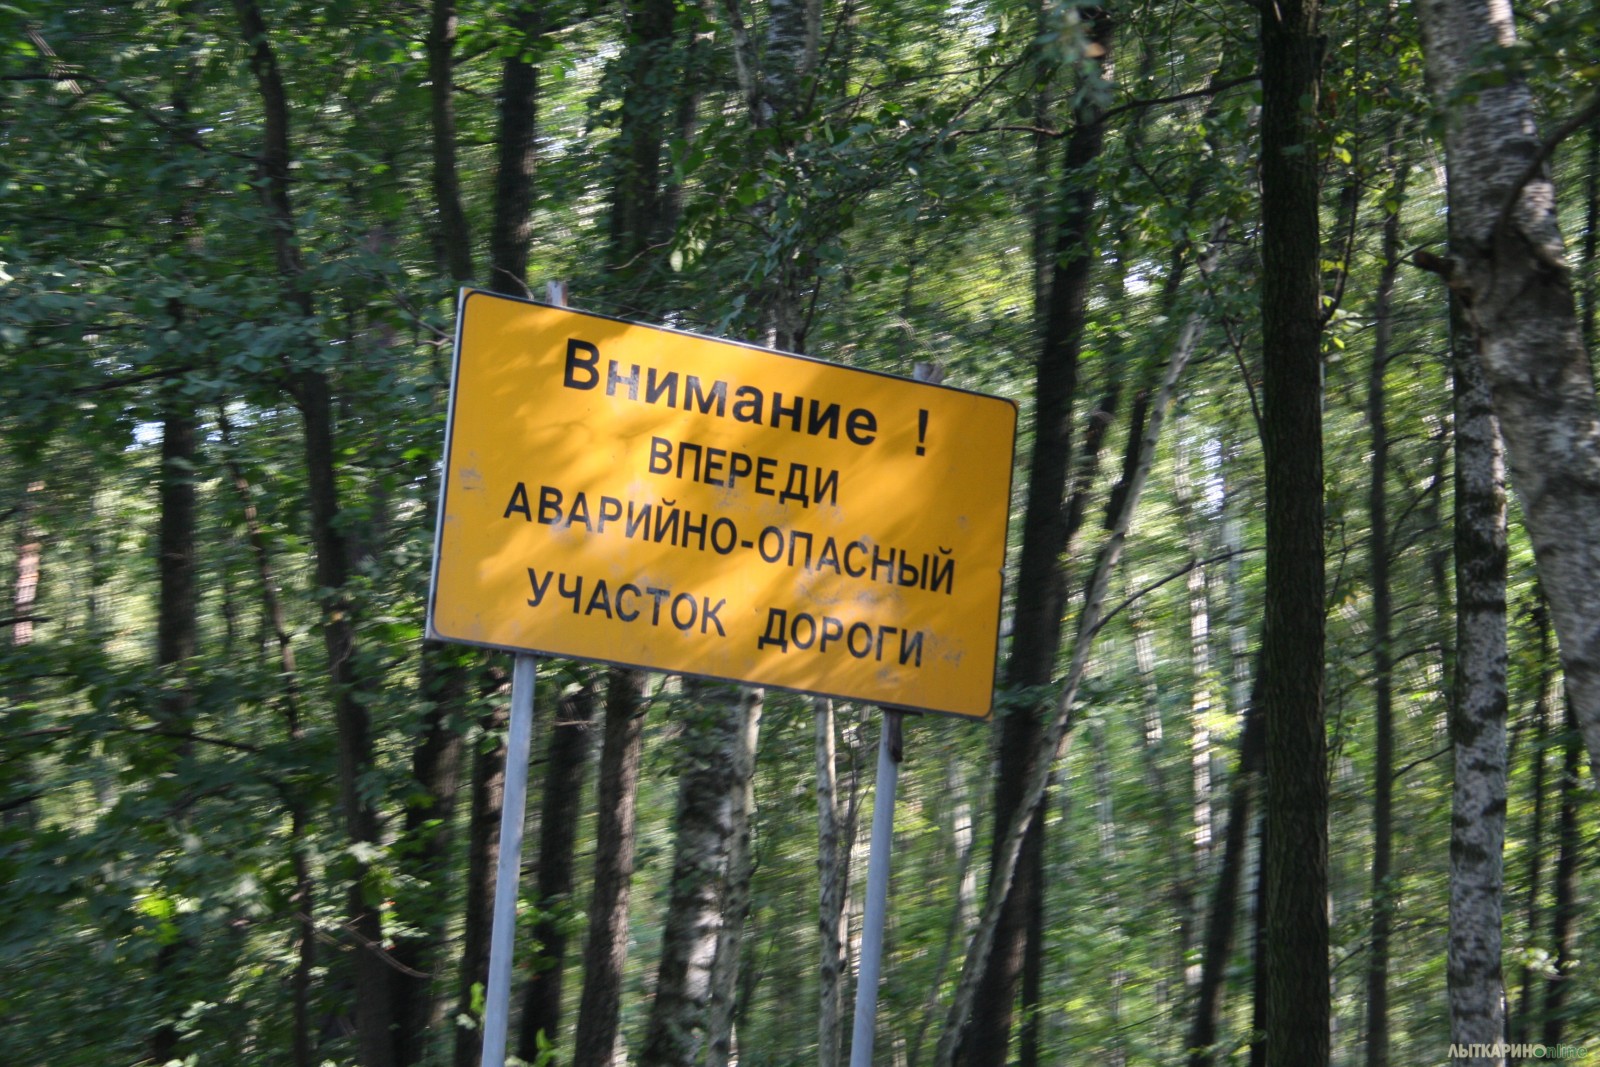 Внимание !
ВПЕРЕДИ
АВАРИЙНО-ОПАСНЫЙ
УЧАСТОК ДОРОГИ
ЛЫТКАРИНОonline